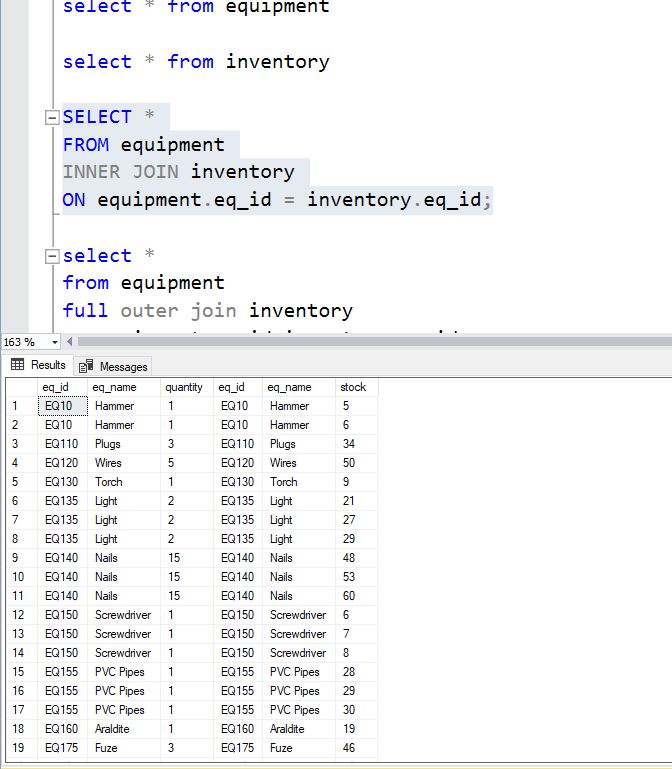 select * from equipment
select * from inventory
SELECT *
FROM equipment
INNER JOIN inventory
ON equipment.eq_id = inventory.eq_id;
select *
from equipment
full outer join inventory
163 %
Results Messages
eq_id eq_name quantity eq_id eq_name stock
1 EQ10 Hammer 1 EQ10 Hammer 5
2 EQ10 Hammer 1 EQ10 Hammer 6
3 EQ110 Plugs 3 EQ110 Plugs 34
4 EQ120 Wires 5 EQ120 Wires 50
5 EQ130 Torch 1 EQ130 Torch 9
6 EQ135 Light 2 EQ135 Light 21
7 EQ135 Light 2 EQ135 Light 27
8 EQ135 Light 2 EQ135 Light 29
9 EQ140 Nails 15 EQ140 Nails 48
10 EQ140 Nails 15 EQ140 Nails 53
11 EQ140 Nails 15 EQ140 Nails 60
12 EQ150 Screwdriver 1 EQ150 Screwdriver 6
13 EQ150 Screwdriver 1 EQ150 Screwdriver 7
14 EQ150 Screwdriver 1 EQ150 Screwdriver 8
15 EQ155 PVC Pipes 1 EQ155 PVC Pipes 28
16 EQ155 PVC Pipes 1 EQ155 PVC Pipes 29
17 EQ155 PVC Pipes 1 EQ155 PVC Pipes 30
18 EQ160 Araldite 1 EQ160 Araldite 19
19 EQ175 Fuze 3 EQ175 Fuze 46